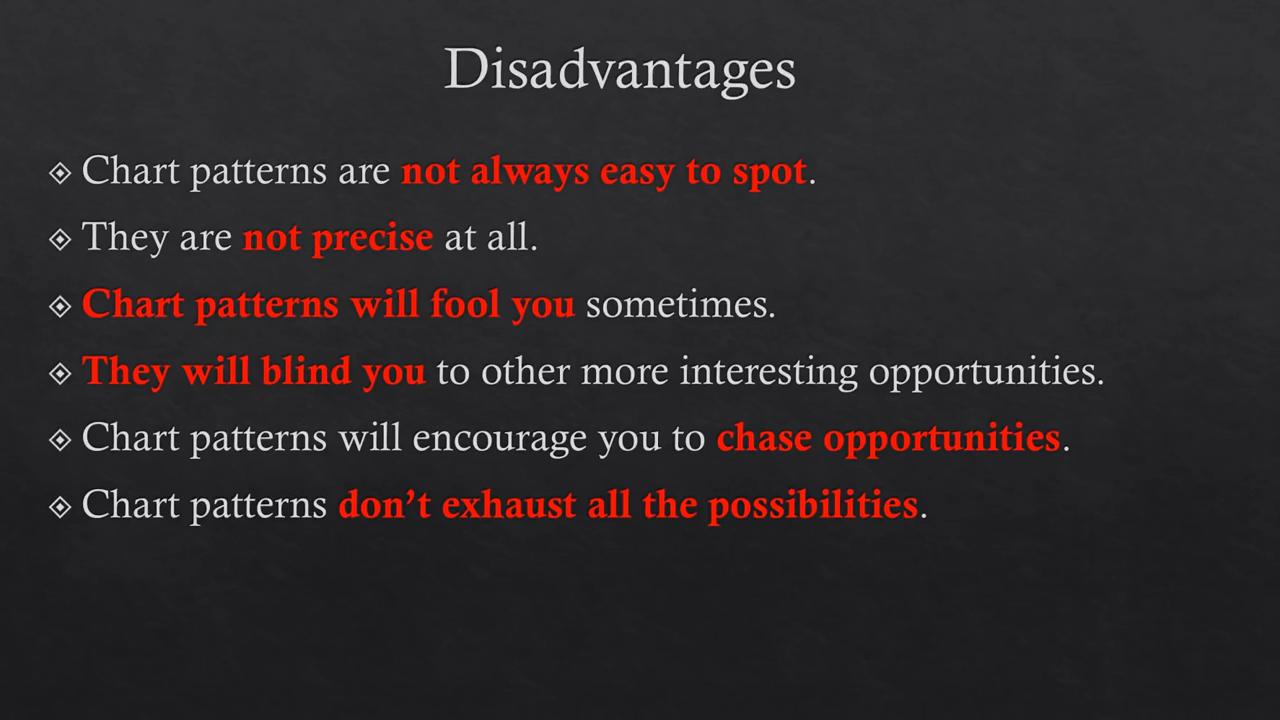 Disadvantages
Chart patterns are not always easy to spot.
They are not precise at all.
Chart patterns will fool you sometimes.
They will blind you to other more interesting opportunities.
Chart patterns will encourage you to chase opportunities.
Chart patterns don’t exhaust all the possibilities.